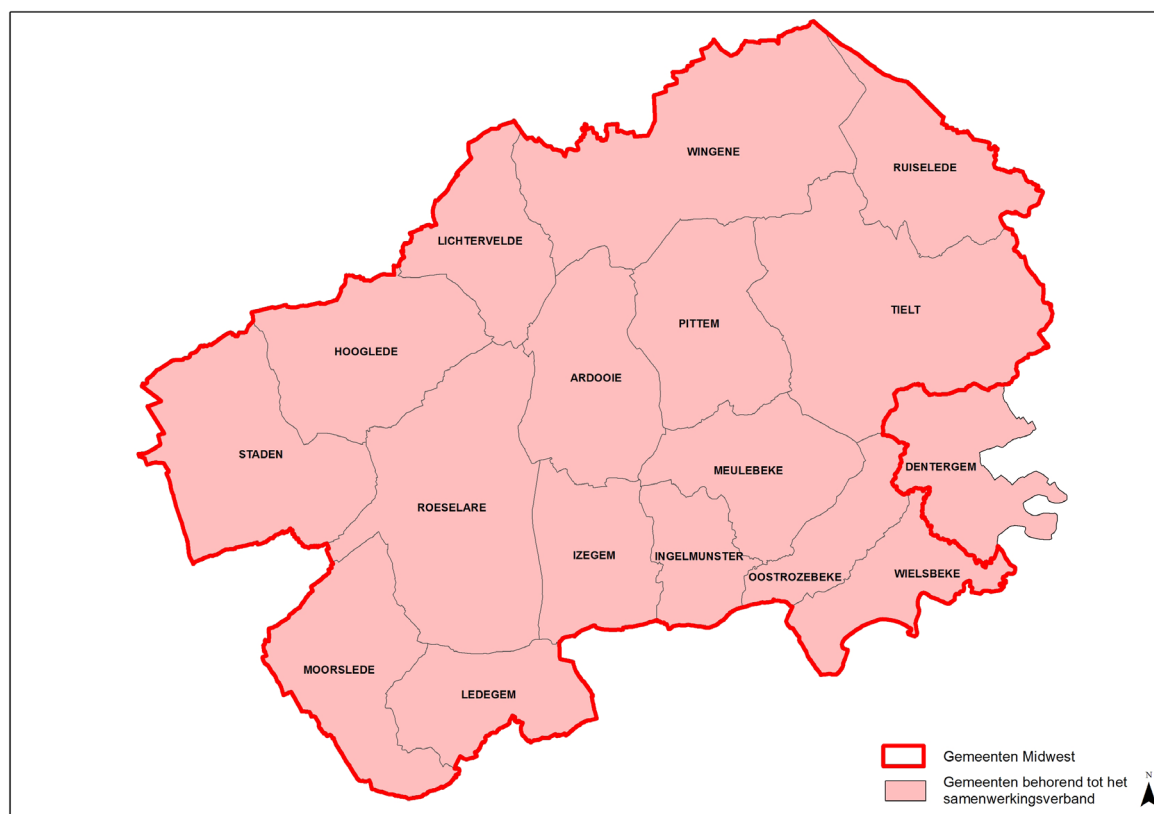 WINGENE
RUISELEDE
LICHTERVELDE
TIELT
PITTEM
HOOGLEDE
ARDOOIE
STADEN
MEULEBEKE
DENTERGEM
ROESELARE
IZEGEM
INGELMUNSTER
OOSTROZEBEKE
WIELSBEKE
MOORSLEDE
LEDEGEM
Gemeenten Midwest
Gemeenten behorend tot het
samenwerkingsverband
N